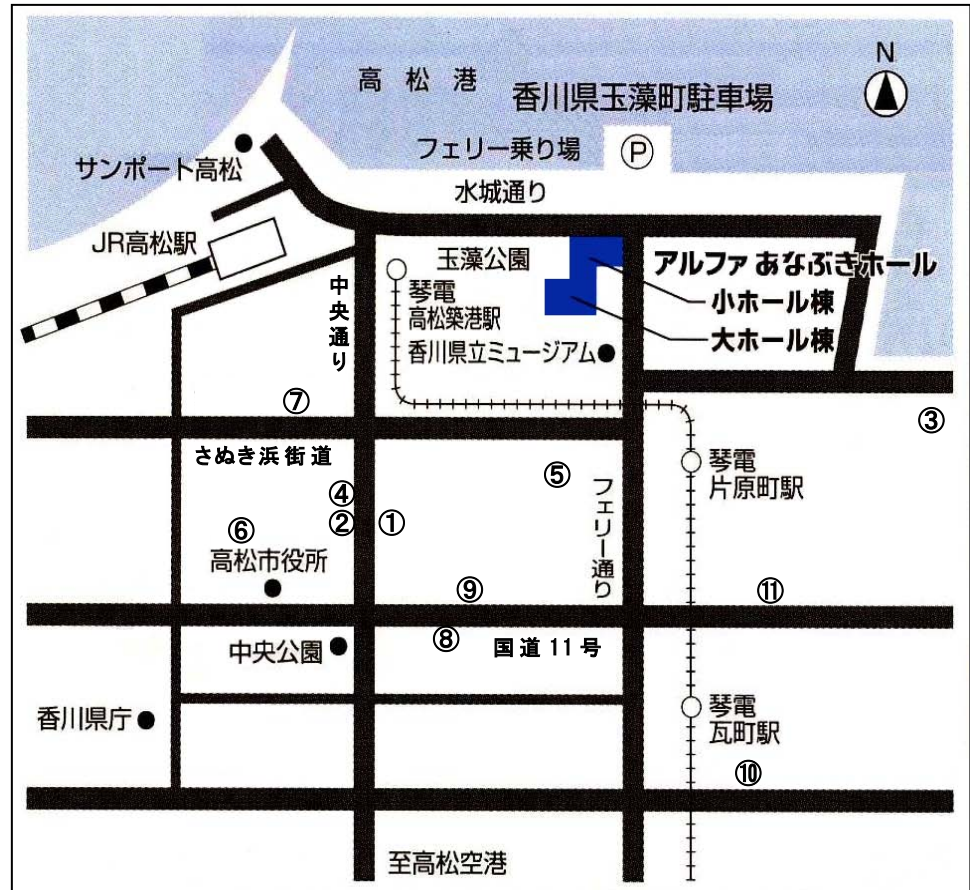 高松港
N
香川県玉藻町駐車場
フェリー乗り場
P
サンポート高松
水城通り
JR高松駅
玉藻公園
アルファあなぶきホール
小ホール棟
大ホール棟
中央通り
琴電
高松築港駅
香川県立ミュージアム
⑦
③
さぬき浜街道
⑤
琴電
片原町駅
④
②
①
フェリー通り
⑥
高松市役所
⑨
⑪
⑧
国道11号
中央公園
香川県庁
琴電
瓦町駅
⑩
至高松空港